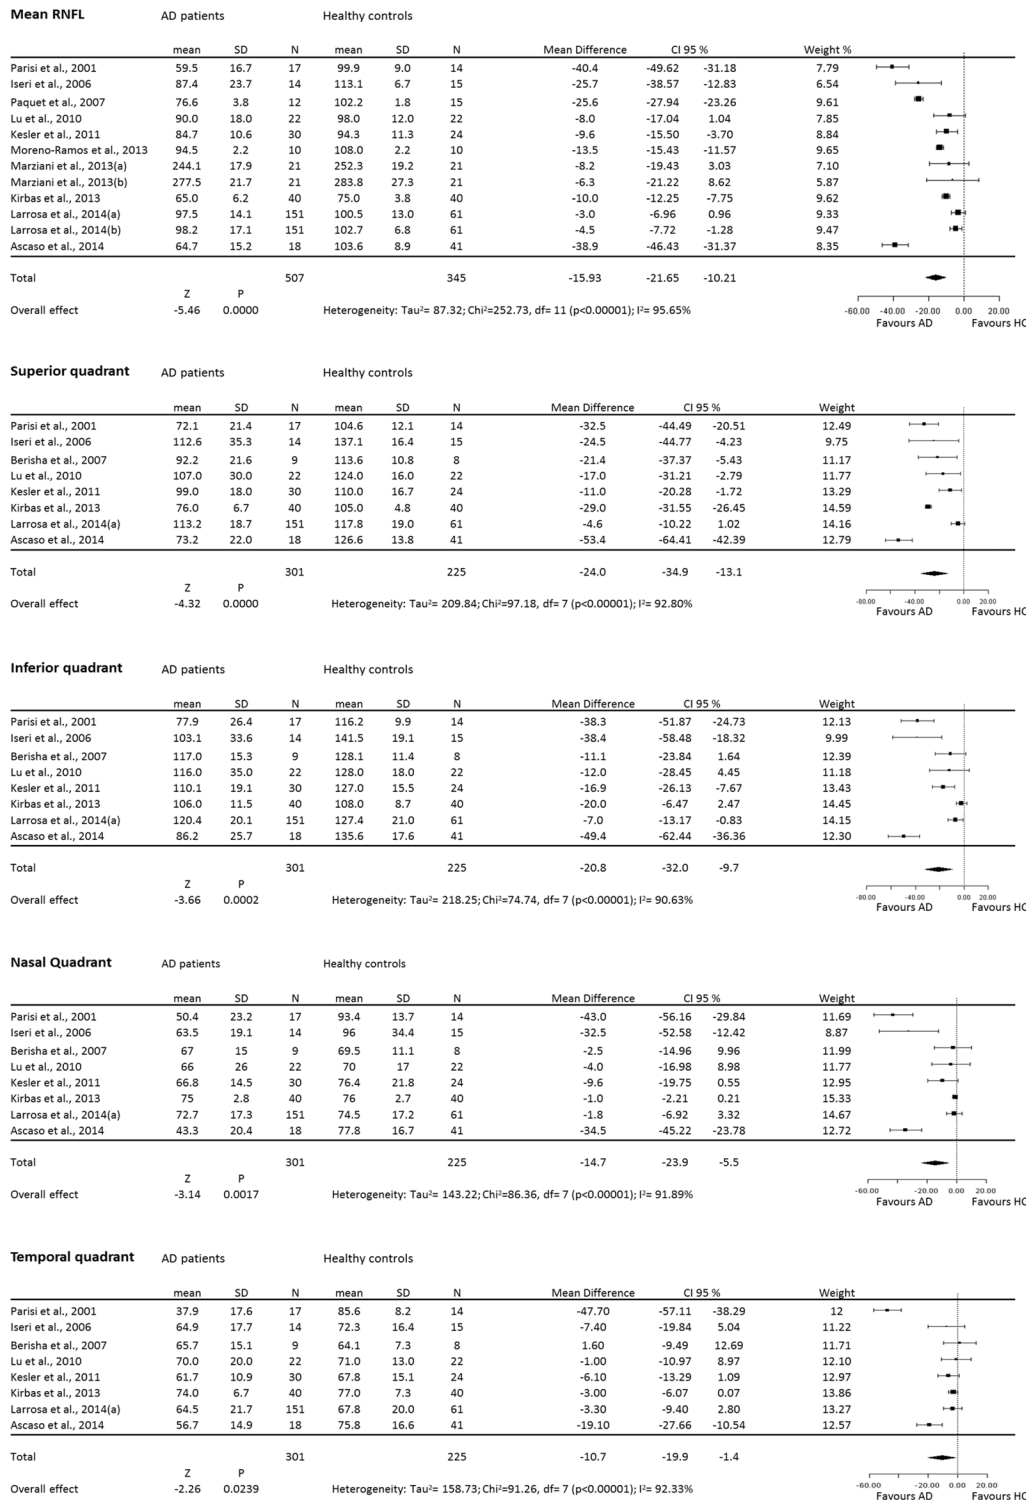 Mean RNFL AD patients Healthy controls
mean SD N mean SD N Mean Difference CI 95 % Weight %
Parisi et al., 2001 59.5 16.7 17 99.9 9.0 14 -40.4 -49.62 -31.18 7.79
Iseri et al., 2006 87.4 23.7 14 113.1 6.7 15 -25.7 -38.57 -12.83 6.54
Paquet et al., 2007 76.6 3.8 12 102.2 1.8 15 -25.6 -27.94 -23.26 9.61
Lu et al., 2010 90.0 18.0 22 98.0 12.0 22 -8.0 -17.04 1.04 7.85
Kesler et al., 2011 84.7 10.6 30 94.3 11.3 24 -9.6 -15.50 -3.70 8.84
Moreno-Ramos et al., 2013 94.5 2.2 10 108.0 2.2 10 -13.5 -15.43 -11.57 9.65
Marziani et al., 2013(a) 244.1 17.9 21 252.3 19.2 21 -8.2 -19.43 3.03 7.10
Marziani et al., 2013(b) 277.5 21.7 21 283.8 27.3 21 -6.3 -21.22 8.62 5.87
Kirbas et al., 2013 65.0 6.2 40 75.0 3.8 40 -10.0 -12.25 -7.75 9.62
Larrosa et al., 2014(a) 97.5 14.1 151 100.5 13.0 61 -3.0 -6.96 0.96 9.33
Larrosa et al., 2014(b) 98.2 17.1 151 102.7 6.8 61 -4.5 -7.72 -1.28 9.47
Ascaso et al., 2014 64.7 15.2 18 103.6 8.9 41 -38.9 -46.43 -31.37 8.35
Total 507 345 -15.93 -21.65 -10.21
Z P
Overall effect -5.46 0.0000 Heterogeneity: Tau²= 87.32; Chi²=252.73, df= 11 (p<0.00001); I²= 95.65%
-60.00 -40.00 -20.00 0.00 20.00
Favours AD Favours HC
Superior quadrant AD patients Healthy controls
mean SD N mean SD N Mean Difference CI 95 % Weight
Parisi et al., 2001 72.1 21.4 17 104.6 12.1 14 -32.5 -44.49 -20.51 12.49
Iseri et al., 2006 112.6 35.3 14 137.1 16.4 15 -24.5 -44.77 -4.23 9.75
Berisha et al., 2007 92.2 21.6 9 113.6 10.8 8 -21.4 -37.37 -5.43 11.17
Lu et al., 2010 107.0 30.0 22 124.0 16.0 22 -17.0 -31.21 -2.79 11.77
Kesler et al., 2011 99.0 18.0 30 110.0 16.7 24 -11.0 -20.28 -1.72 13.29
Kirbas et al., 2013 76.0 6.7 40 105.0 4.8 40 -29.0 -31.55 -26.45 14.59
Larrosa et al., 2014(a) 113.2 18.7 151 117.8 19.0 61 -4.6 -10.22 1.02 14.16
Ascaso et al., 2014 73.2 22.0 18 126.6 13.8 41 -53.4 -64.41 -42.39 12.79
Total 301 225 -24.0 -34.9 -13.1
Z P
Overall effect -4.32 0.0000 Heterogeneity: Tau²= 209.84; Chi²=97.18, df= 7 (p<0.00001); I²= 92.80%
-80.00 -40.00 0.00 20.00
Favours AD Favours HC
Inferior quadrant AD patients Healthy controls
mean SD N mean SD N Mean Difference CI 95 % Weight
Parisi et al., 2001 77.9 26.4 17 116.2 9.9 14 -38.3 -51.87 -24.73 12.13
Iseri et al., 2006 103.1 33.6 14 141.5 19.1 15 -38.4 -58.48 -18.32 9.99
Berisha et al., 2007 117.0 15.3 9 128.1 11.4 8 -11.1 -23.84 1.64 12.39
Lu et al., 2010 116.0 35.0 22 128.0 18.0 22 -12.0 -28.45 4.45 11.18
Kesler et al., 2011 110.1 19.1 30 127.0 15.5 24 -16.9 -26.13 -7.67 13.43
Kirbas et al., 2013 106.0 11.5 40 108.0 8.7 40 -20.0 -6.47 2.47 14.45
Larrosa et al., 2014(a) 120.4 20.1 151 127.4 21.0 61 -7.0 -13.17 -0.83 14.15
Ascaso et al., 2014 86.2 25.7 18 135.6 17.6 41 -49.4 -62.44 -36.36 12.30
Total 301 225 -20.8 -32.0 -9.7
Z P
Overall effect -3.66 0.0002 Heterogeneity: Tau²= 218.25; Chi²=74.74, df= 7 (p<0.00001); I²= 90.63%
-80.00 -40.00 0.00 20.00
Favours AD Favours HC
Nasal Quadrant AD patients Healthy controls
mean SD N mean SD N Mean Difference CI 95 % Weight
Parisi et al., 2001 50.4 23.2 17 93.4 13.7 14 -43.0 -56.16 -29.84 11.69
Iseri et al., 2006 63.5 19.1 14 96 34.4 15 -32.5 -52.58 -12.42 8.87
Berisha et al., 2007 67 15 9 69.5 11.1 8 -2.5 -14.96 9.96 11.99
Lu et al., 2010 66 26 22 70 17 22 -4.0 -16.98 8.98 11.77
Kesler et al., 2011 66.8 14.5 30 76.4 21.8 24 -9.6 -19.75 0.55 12.95
Kirbas et al., 2013 75 2.8 40 76 2.7 40 -1.0 -2.21 0.21 15.33
Larrosa et al., 2014(a) 72.7 17.3 151 74.5 17.2 61 -1.8 -6.92 3.32 14.67
Ascaso et al., 2014 43.3 20.4 18 77.8 16.7 41 -34.5 -45.22 -23.78 12.72
Total 301 225 -14.7 -23.9 -5.5
Z P
Overall effect -3.14 0.0017 Heterogeneity: Tau²= 143.22; Chi²=86.36, df= 7 (p<0.00001); I²= 91.89%
-60.00 -20.00 0.00 20.00
Favours AD Favours HC
Temporal quadrant AD patients Healthy controls
mean SD N mean SD N Mean Difference CI 95 % Weight
Parisi et al., 2001 37.9 17.6 17 85.6 8.2 14 -47.70 -57.11 -38.29 12
Iseri et al., 2006 64.9 17.7 14 72.3 16.4 15 -7.40 -19.84 5.04 11.22
Berisha et al., 2007 65.7 15.1 9 64.1 7.3 8 1.60 -9.49 12.69 11.71
Lu et al., 2010 70.0 20.0 22 71.0 13.0 22 -1.00 -10.97 8.97 12.10
Kesler et al., 2011 61.7 10.9 30 67.8 15.1 24 -6.10 -13.29 1.09 12.97
Kirbas et al., 2013 74.0 6.7 40 77.0 7.3 40 -3.00 -6.07 0.07 13.86
Larrosa et al., 2014(a) 64.5 21.7 151 67.8 20.0 61 -3.30 -9.40 2.80 13.27
Ascaso et al., 2014 56.7 14.9 18 75.8 16.6 41 -19.10 -27.66 -10.54 12.57
Total 301 225 -10.7 -19.9 -1.4
Z P
Overall effect -2.26 0.0239 Heterogeneity: Tau²= 158.73; Chi²=91.26, df= 7 (p<0.00001); I²= 92.33%
-60.00 -20.00 0.00 20.00
Favours AD Favours HC